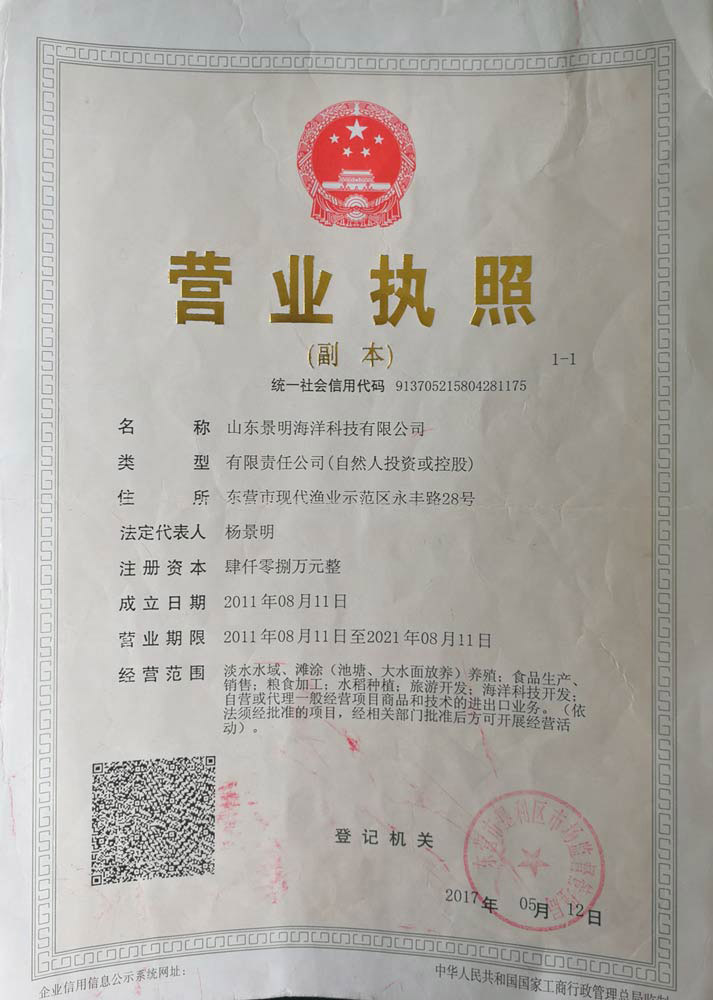 营业执照
(副本)
1-1
统一社会信用代码 913705215804281175
名称 山东景明海洋科技有限公司
类型 有限责任公司(自然人投资或控股)
住所 东营市现代渔业示范区永丰路28号
法定代表人 杨景明
注册资本 肆仟零捌万元整
成立日期 2011年08月11日
营业期限 2011年08月11日至2021年08月11日
经营范围 淡水水域、滩涂（池塘、大水面放养）养殖；食品生产、
销售；粮食加工；水稻种植；旅游开发；海洋科技开发；
自营或代理一般经营项目商品和技术的进出口业务。（依
法须经批准的项目，经相关部门批准后方可开展经营活
动）。
登记机关
东营市垦利区市场监督管理局
2017年 05月 12日
企业信用信息公示系统网址:
中华人民共和国国家工商行政管理总局监制